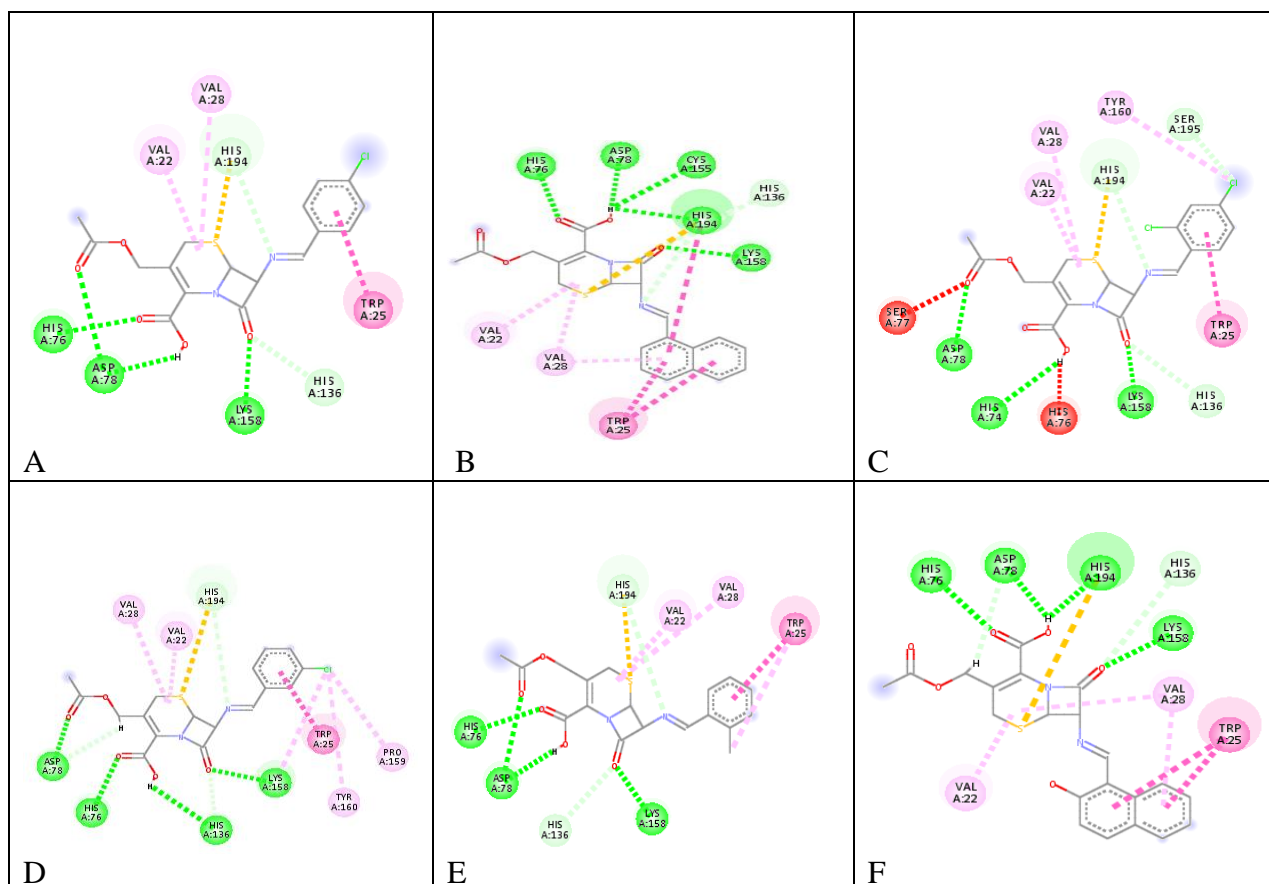 VAL
A:28
VAL
A:22
HIS
A:194
Cl
O
O
S
N
N
O
O
H
O
TRP
A:25
HIS
A:76
ASP
A:78
LYS
A:158
HIS
A:136
A
HIS
A:76
ASP
A:78
CYS
A:155
HIS
A:136
HIS
A:194
LYS
A:158
H
O
O
O
O
O
N
S
N
VAL
A:22
VAL
A:28
TRP
A:25
B
TYR
A:160
SER
A:195
VAL
A:28
VAL
A:22
HIS
A:194
Cl
Cl
O
O
S
N
N
O
O
H
O
SER
A:77
ASP
A:78
HIS
A:74
HIS
A:76
LYS
A:158
HIS
A:136
TRP
A:25
C
HIS
A:194
VAL
A:28
VAL
A:22
Cl
O
O
H
S
N
N
O
O
H
O
TRP
A:25
PRO
A:159
ASP
A:78
LYS
A:158
TYR
A:160
HIS
A:76
HIS
A:136
D
HIS
A:194
VAL
A:28
VAL
A:22
TRP
A:25
O
O
S
N
N
O
O
H
O
HIS
A:76
ASP
A:78
HIS
A:136
LYS
A:158
E
HIS
A:76
ASP
A:78
HIS
A:194
HIS
A:136
LYS
A:158
H
O
O
O
H
O
O
N
S
N
O
VAL
A:28
TRP
A:25
VAL
A:22
F